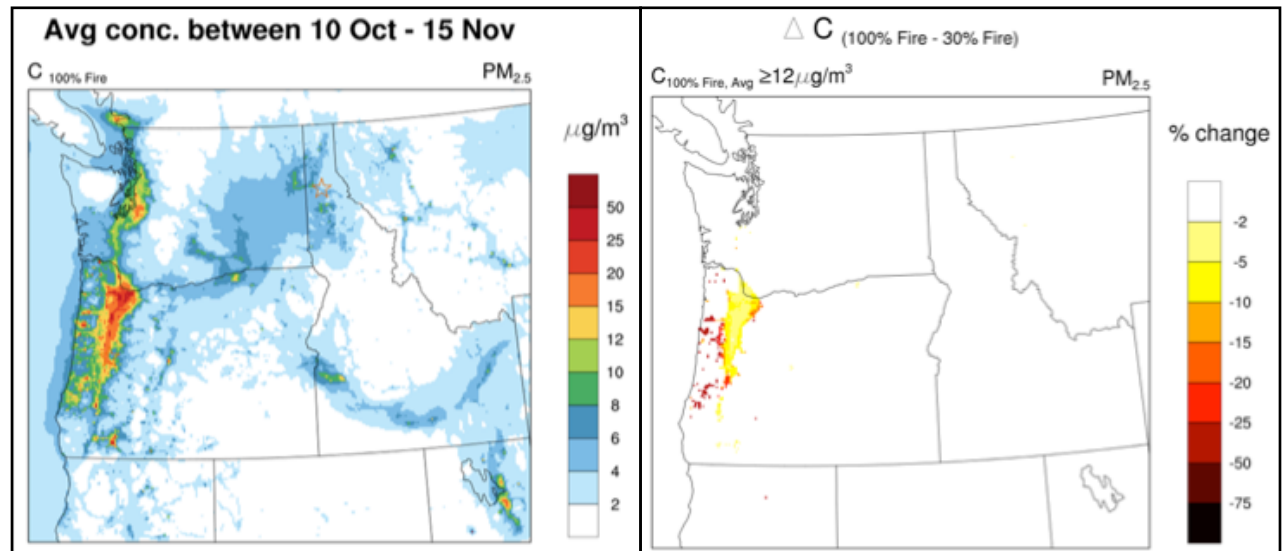 Avg conc. between 10 Oct - 15 Nov
C 100% Fire
PM2.5
μg/m³
50
25
20
15
12
10
8
6
4
2
△ C (100% Fire - 30% Fire)
C100% Fire, Avg ≥12μg/m³
PM2.5
% change
-2
-5
-10
-15
-20
-25
-50
-75